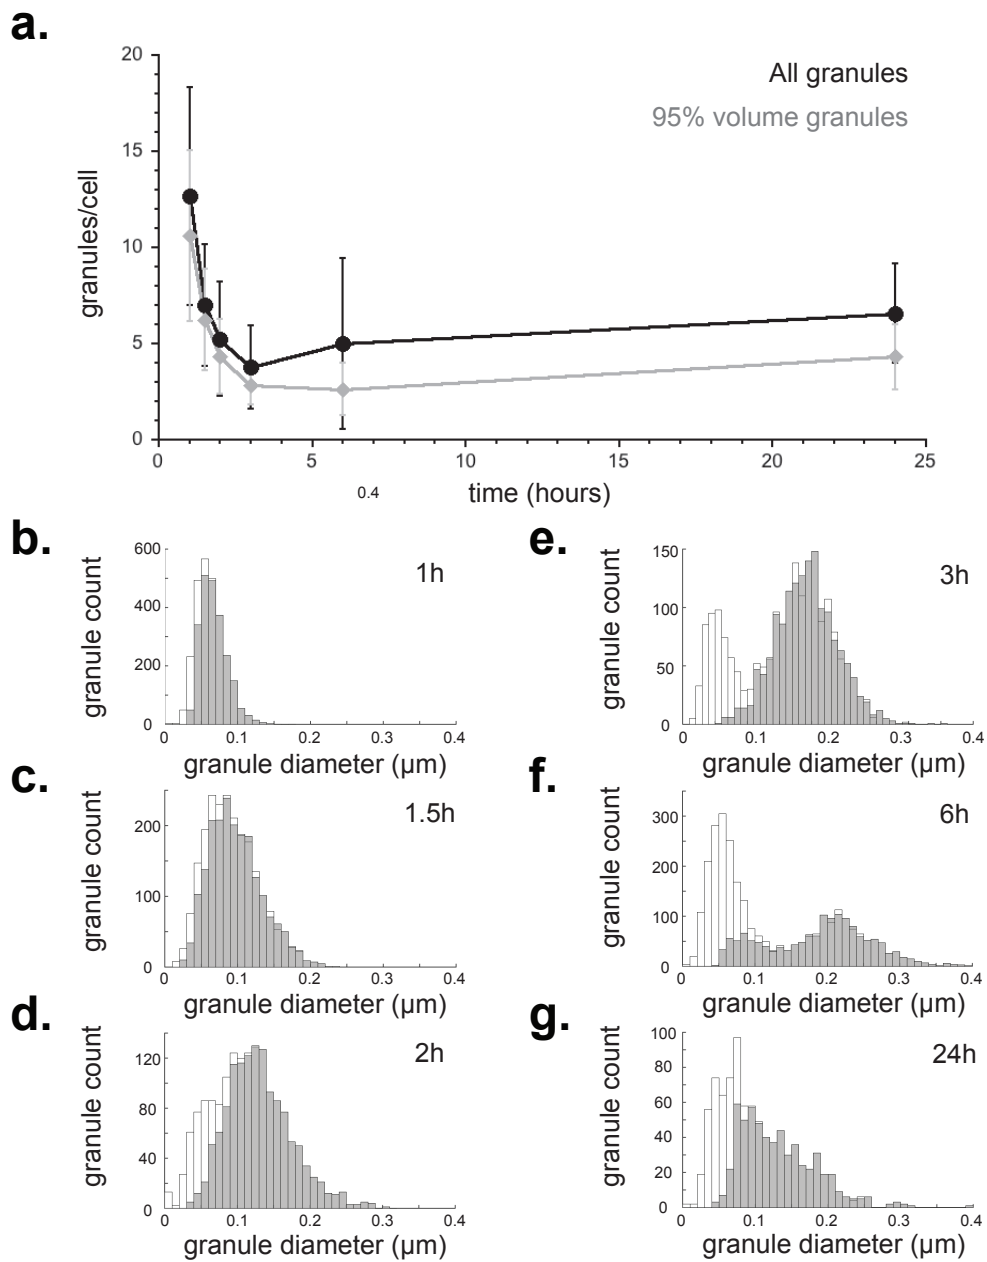 a.
20
15
10
5
0
granules/cell
All granules
95% volume granules
0 5 10 15 20 25
time (hours)
0.4
b.
granule count
600
400
200
0
1h
0 0.1 0.2 0.3 0.4
granule diameter (µm)
c.
granule count
200
100
0
1.5h
0 0.1 0.2 0.3 0.4
granule diameter (µm)
d.
granule count
120
80
40
0
2h
0 0.1 0.2 0.3 0.4
granule diameter (µm)
e.
granule count
150
100
50
0
3h
0 0.1 0.2 0.3 0.4
granule diameter (µm)
f.
granule count
300
200
100
0
6h
0 0.1 0.2 0.3 0.4
granule diameter (µm)
g.
granule count
100
80
60
40
20
0
24h
0 0.1 0.2 0.3 0.4
granule diameter (µm)